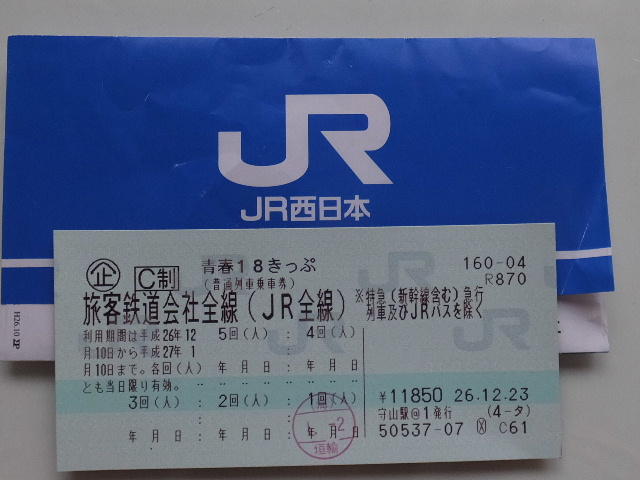 JR
JR西日本
企 C制 青春18きっぷ 160-04
(普通列車乗車券) R870
旅客鉄道会社全線(JR全線) ※特急(新幹線含む)急行
列車及びJRバスを除く
利用期間は平成26年12 5回(人) : 4回(人)
月10日から平成27年1 :
月10日まで。各回(人) 年 月 日 : 年 月 日
とも当日限り有効。
3回(人) : 2回(人) : 1回(人)
年 月 日 : 年 月 日 : 年 月 日
¥11850 26.12.23
守山駅@1発行 (4-タ)
50537-07 C61
H26.10 JP